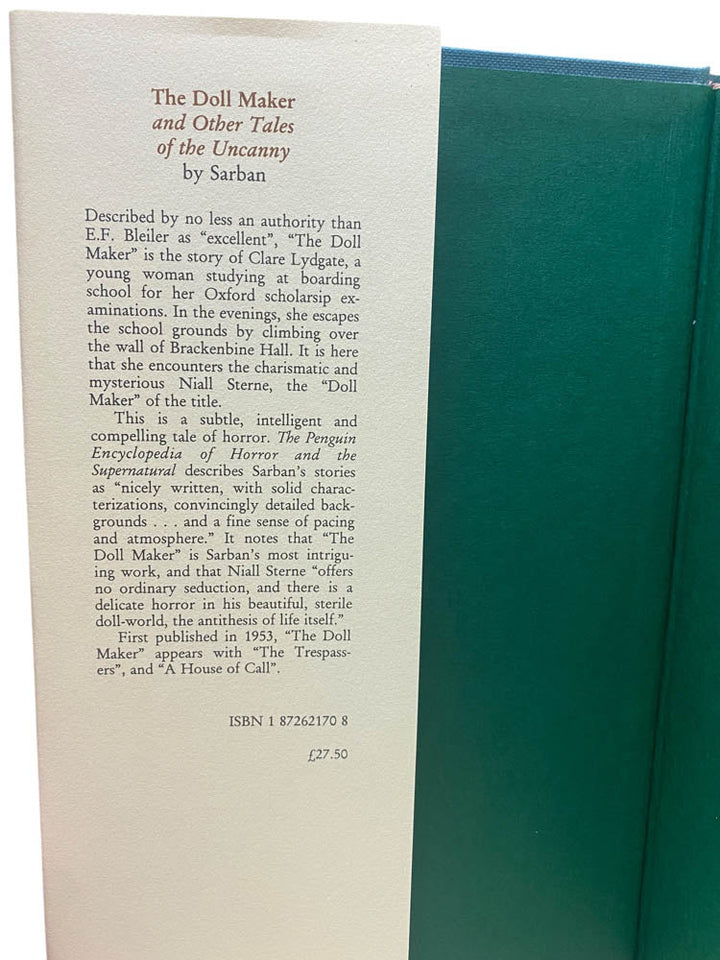 The Doll Maker
and Other Tales
of the Uncanny
by Sarban
Described by no less an authority than
E.F. Bleiler as “excellent”, “The Doll
Maker” is the story of Clare Lydgate, a
young woman studying at boarding
school for her Oxford scholarsip ex-
aminations. In the evenings, she escapes
the school grounds by climbing over
the wall of Brackenbine Hall. It is here
that she encounters the charismatic and
mysterious Niall Sterne, the “Doll
Maker” of the title.
This is a subtle, intelligent and
compelling tale of horror. The Penguin
Encyclopedia of Horror and the
Supernatural describes Sarban’s stories
as “nicely written, with solid charac-
terizations, convincingly detailed back-
grounds . . . and a fine sense of pacing
and atmosphere.” It notes that “The
Doll Maker” is Sarban’s most intrigu-
ing work, and that Niall Sterne “offers
no ordinary seduction, and there is a
delicate horror in his beautiful, sterile
doll-world, the antithesis of life itself.”
First published in 1953, “The Doll
Maker” appears with “The Trespass-
ers”, and “A House of Call”.
ISBN 1 87262170 8
£27.50